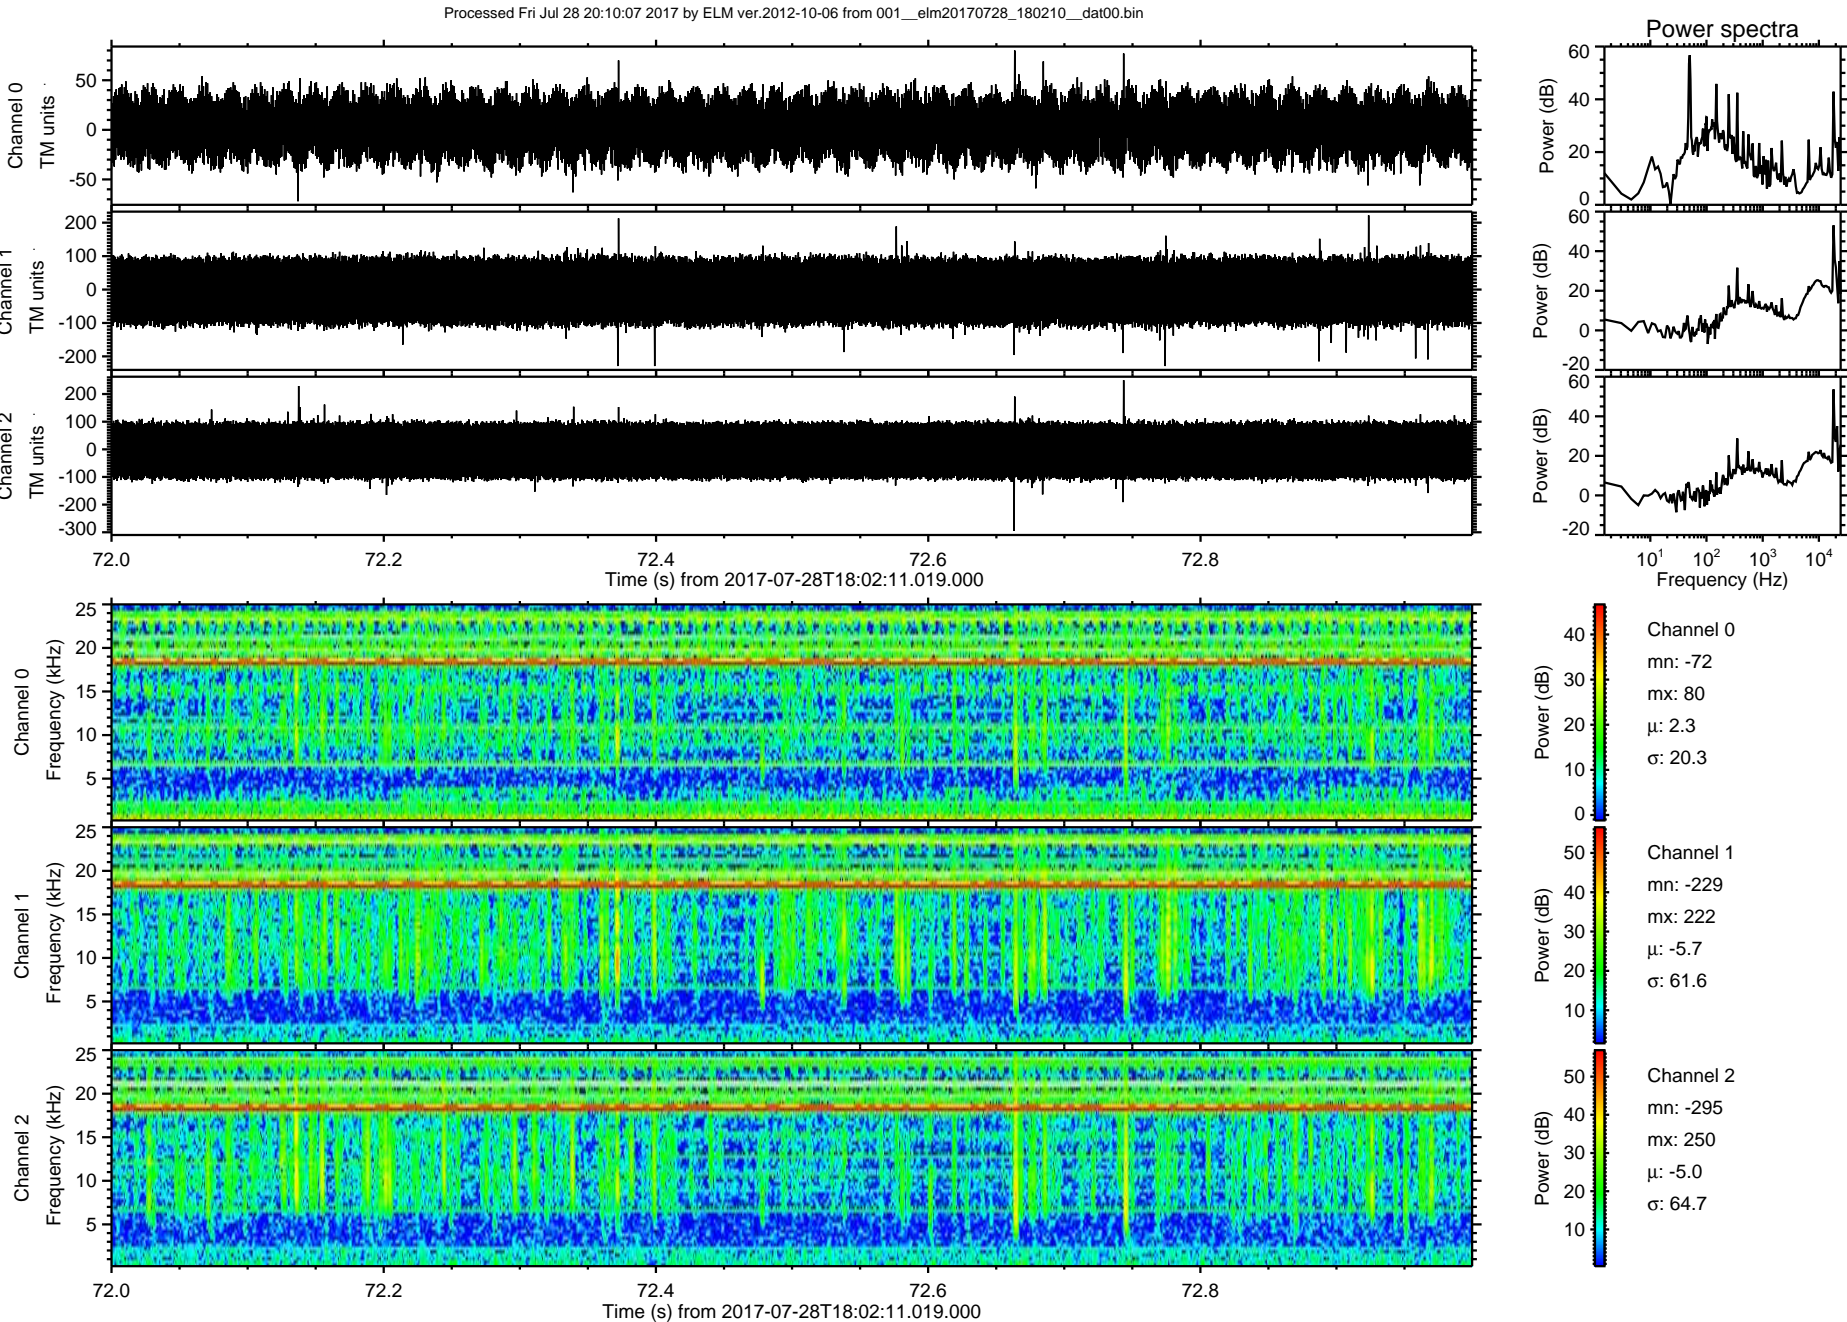 Processed Fri Jul 28 20:10:07 2017 by ELM ver.2012-10-06 from 001__elm20170728_180210__dat00.bin
Power spectra
Channel 0
TM units
50
0
-50
Power (dB)
60
40
20
0
Channel 1
TM units
200
100
0
-100
-200
Power (dB)
60
40
20
0
-20
Channel 2
TM units
200
100
0
-100
-200
-300
Power (dB)
60
40
20
0
-20
72.0 72.2 72.4 72.6 72.8
Time (s) from 2017-07-28T18:02:11.019.000
10^1 10^2 10^3 10^4
Frequency (Hz)
Channel 0
Frequency (kHz)
25
20
15
10
5
Power (dB)
40
30
20
10
0
Channel 0
mn: -72
mx: 80
μ: 2.3
σ: 20.3
Channel 1
Frequency (kHz)
25
20
15
10
5
Power (dB)
50
40
30
20
10
Channel 1
mn: -229
mx: 222
μ: -5.7
σ: 61.6
Channel 2
Frequency (kHz)
25
20
15
10
5
Power (dB)
50
40
30
20
10
Channel 2
mn: -295
mx: 250
μ: -5.0
σ: 64.7
72.0 72.2 72.4 72.6 72.8
Time (s) from 2017-07-28T18:02:11.019.000